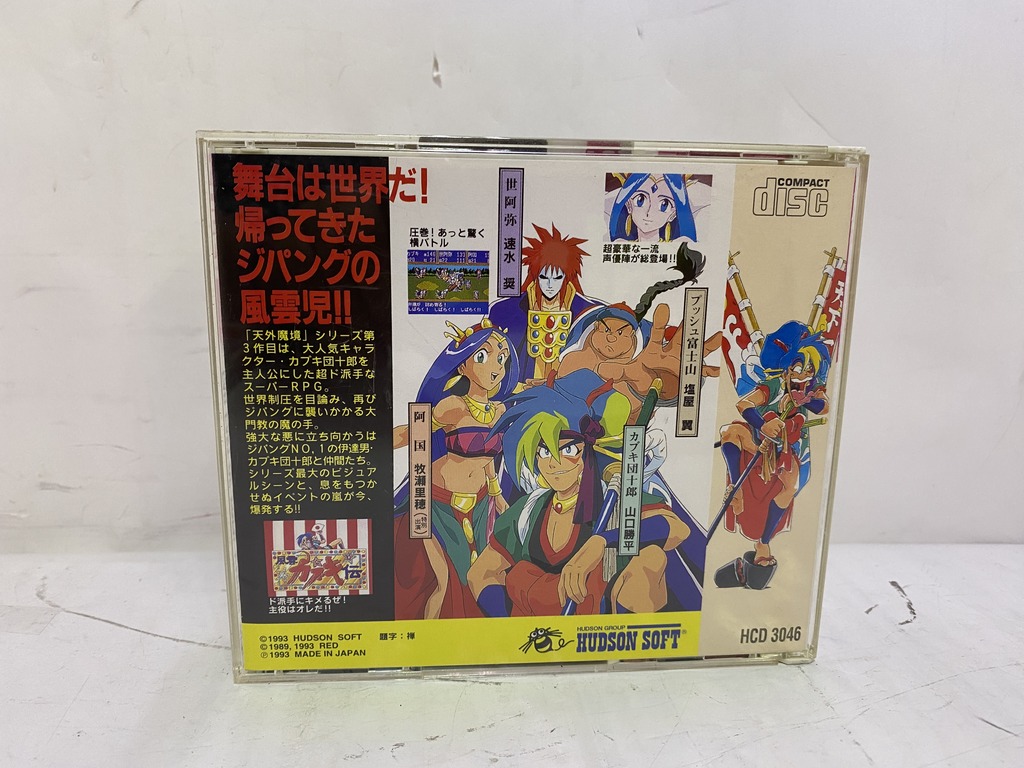 舞台は世界だ!
帰ってきた
ジパングの
風雲児!!
「天外魔境」シリーズ第
3作目は、大人気キャラ
クター・カブキ団十郎を
主人公にした超ド派手な
スーパーRPG。
世界制圧を目論み、再び
ジパングに襲いかかる大
門教の魔の手。
強大な悪に立ち向かうは
ジパングNO.1の伊達男・
カブキ団十郎と仲間たち。
シリーズ最大のビジュア
ルシーンと、息をもつか
せぬイベントの嵐が今、
爆発する!!
カブキ伝
ド派手にキメるぜ!
主役はオレだ!!
圧巻!あっと驚く
横バトル
世阿弥 速水 奨
超豪華な一流
声優陣が総登場!!
ブッシュ富士山 塩屋 翼
阿国 牧瀬里穂(特別出演)
カブキ団十郎 山口勝平
COMPACT
disc
天下
©1993 HUDSON SOFT 題字:禅
©1989, 1993 RED
℗1993 MADE IN JAPAN
HUDSON GROUP
HUDSON SOFT®
HCD 3046